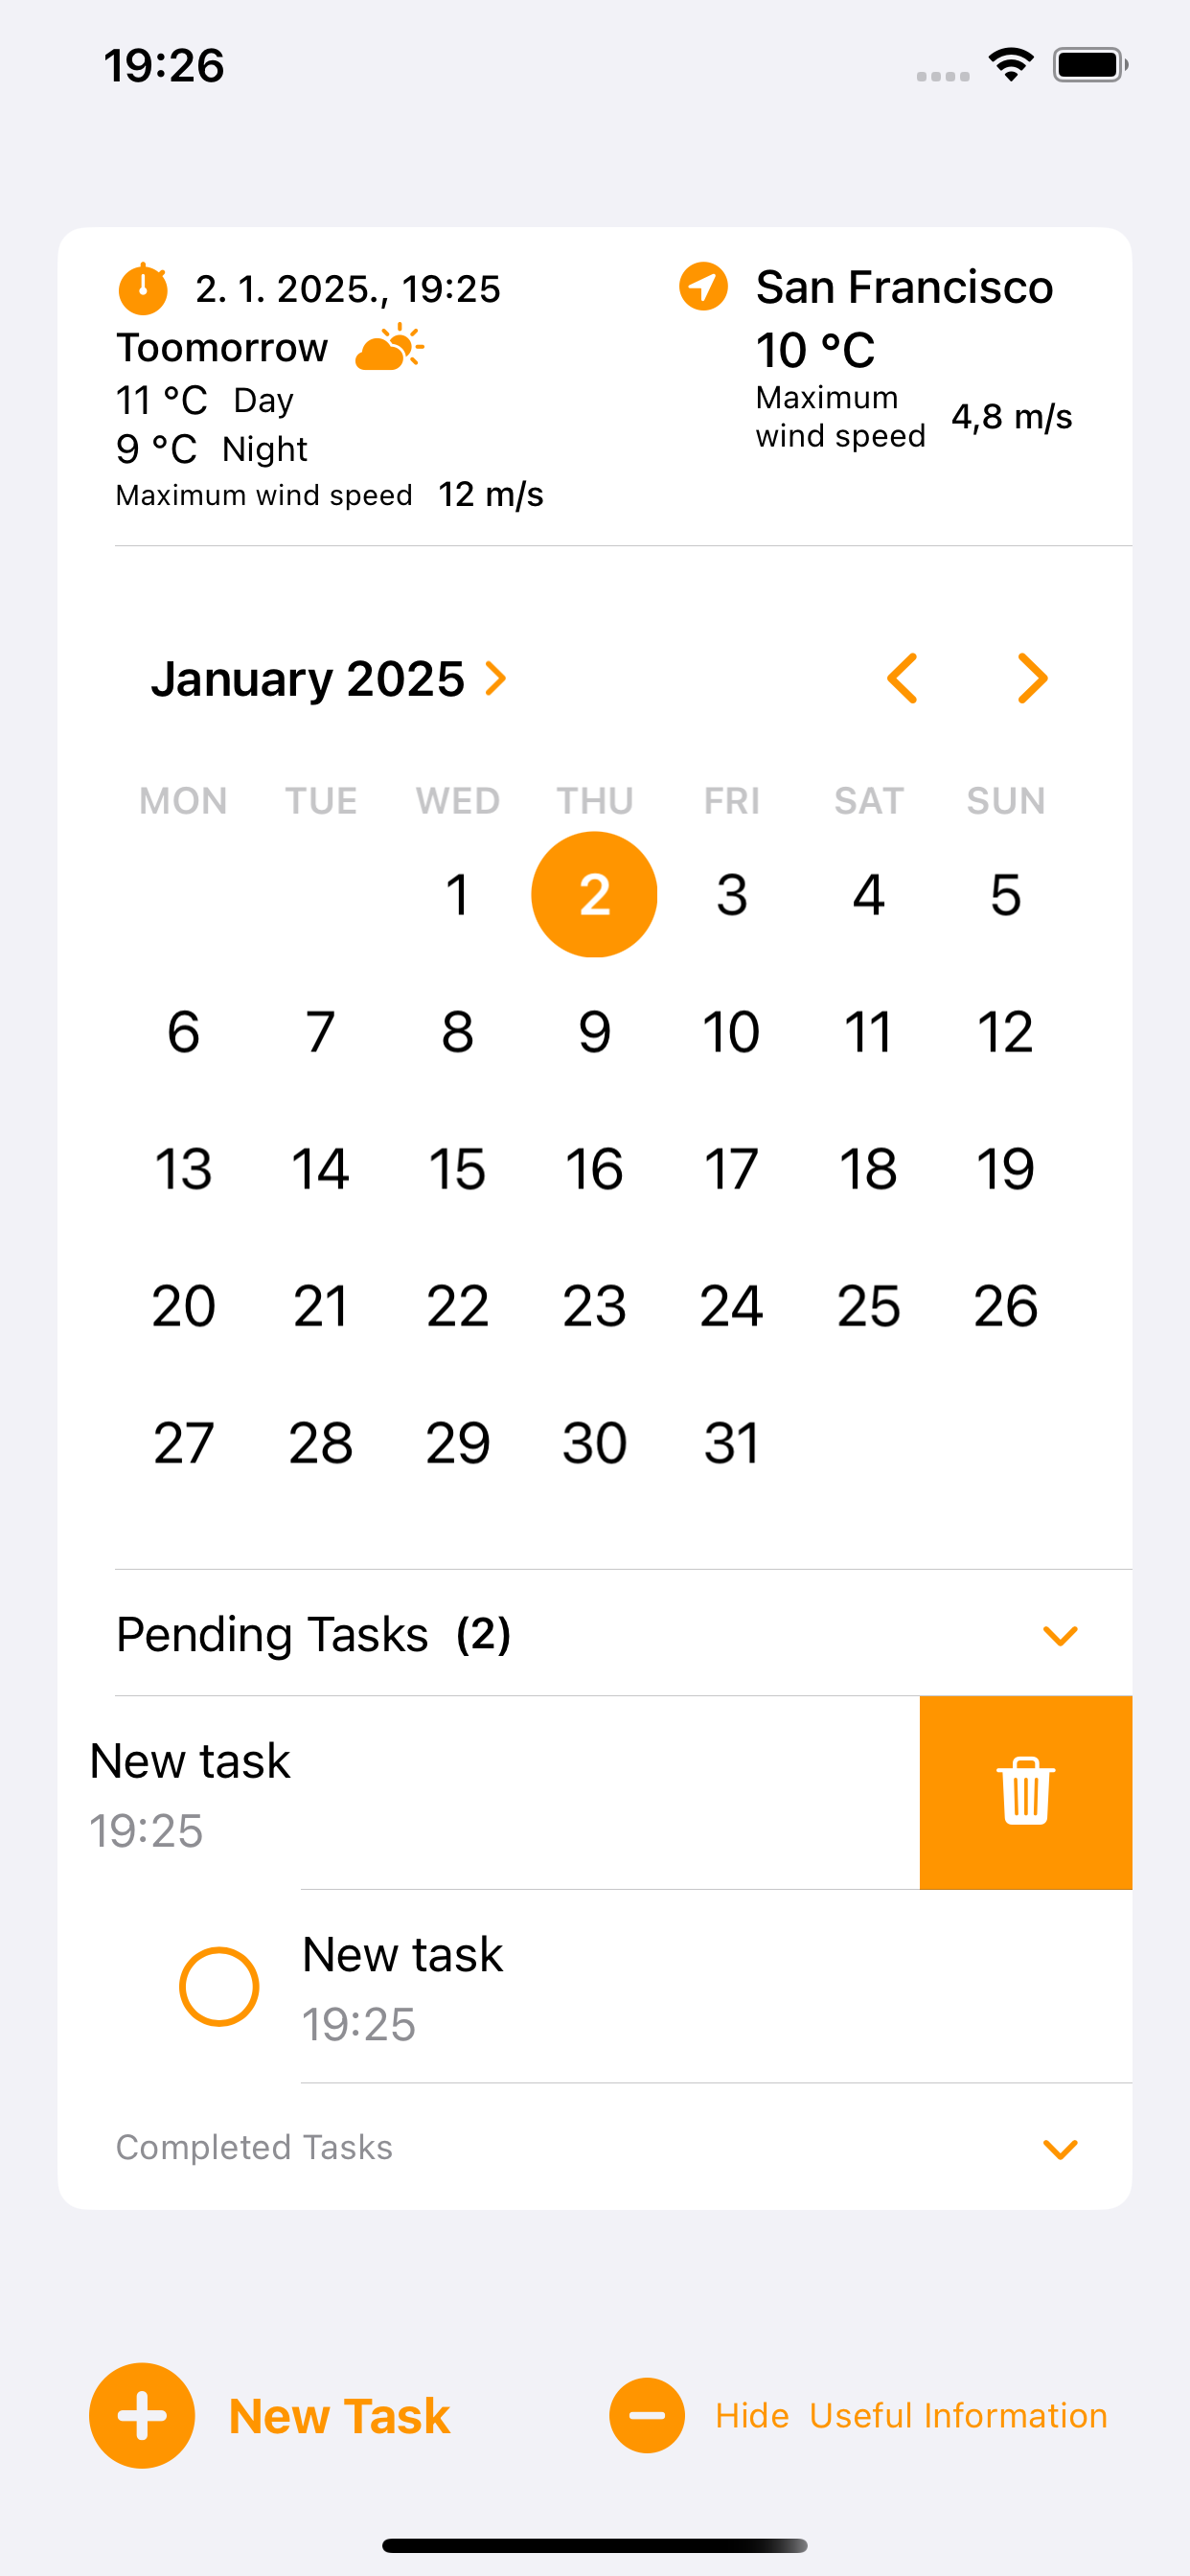 19:26
2. 1. 2025., 19:25
Toomorrow
11 °C Day
9 °C Night
Maximum wind speed 12 m/s
San Francisco
10 °C
Maximum
wind speed 4,8 m/s
January 2025
MON TUE WED THU FRI SAT SUN
1 2 3 4 5
6 7 8 9 10 11 12
13 14 15 16 17 18 19
20 21 22 23 24 25 26
27 28 29 30 31
Pending Tasks (2)
New task
19:25
New task
19:25
Completed Tasks
New Task
Hide Useful Information